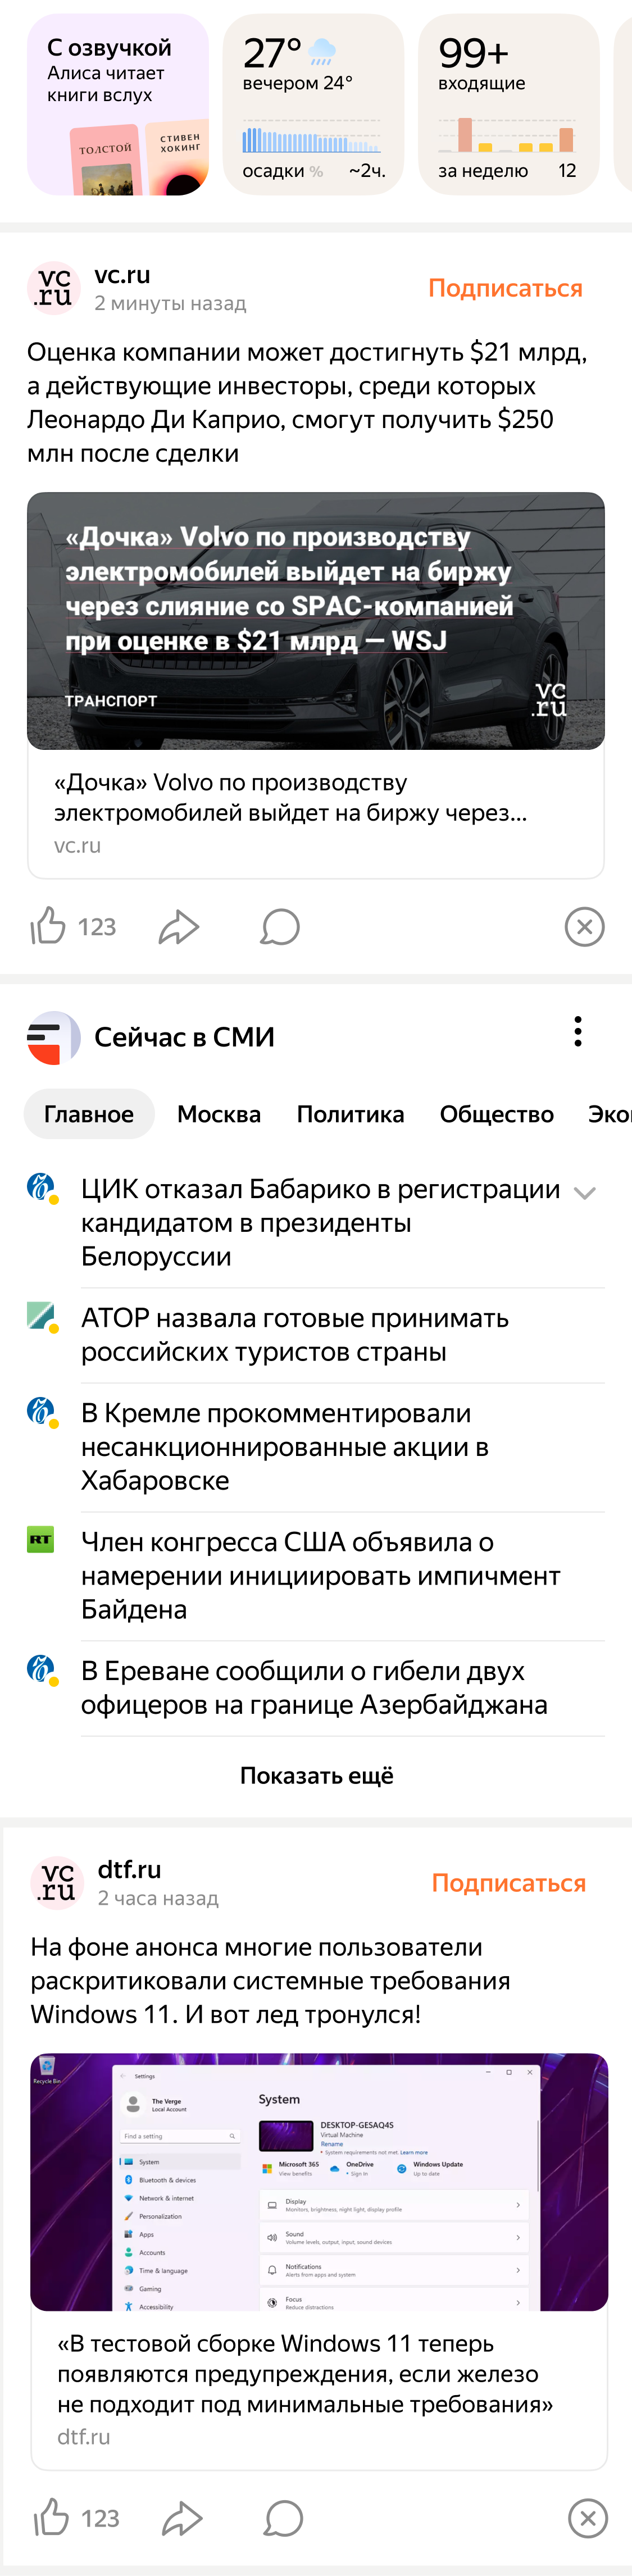 С озвучкой
Алиса читает
книги вслух
ТОЛСТОЙ
СТИВЕН
ХОКИНГ
27°
вечером 24°
осадки % ~2ч.
99+
входящие
за неделю 12
vc
.ru
vc.ru
2 минуты назад
Подписаться
Оценка компании может достигнуть $21 млрд,
а действующие инвесторы, среди которых
Леонардо Ди Каприо, смогут получить $250
млн после сделки
«Дочка» Volvo по производству
электромобилей выйдет на биржу
через слияние со SPAC-компанией
при оценке в $21 млрд — WSJ
ТРАНСПОРТ
vc
.ru
«Дочка» Volvo по производству
электромобилей выйдет на биржу через...
vc.ru
123
Сейчас в СМИ
Главное Москва Политика Общество Эко
ЦИК отказал Бабарико в регистрации
кандидатом в президенты
Белоруссии
АТОР назвала готовые принимать
российских туристов страны
В Кремле прокомментировали
несанкционнированные акции в
Хабаровске
RT
Член конгресса США объявила о
намерении инициировать импичмент
Байдена
В Ереване сообщили о гибели двух
офицеров на границе Азербайджана
Показать ещё
vc
.ru
dtf.ru
2 часа назад
Подписаться
На фоне анонса многие пользователи
раскритиковали системные требования
Windows 11. И вот лед тронулся!
Recycle Bin
Settings
The Verge
Local Account
Find a setting
System
Bluetooth & devices
Network & internet
Personalization
Apps
Accounts
Time & language
Gaming
Accessibility
System
DESKTOP-GESAQ4S
Virtual Machine
Rename
• System requirements not met. Learn more
Microsoft 365
View benefits
OneDrive
• Sign in
Windows Update
Up to date
Display
Monitors, brightness, night light, display profile
Sound
Volume levels, output, input, sound devices
Notifications
Alerts from apps and system
Focus
Reduce distractions
«В тестовой сборке Windows 11 теперь
появляются предупреждения, если железо
не подходит под минимальные требования»
dtf.ru
123